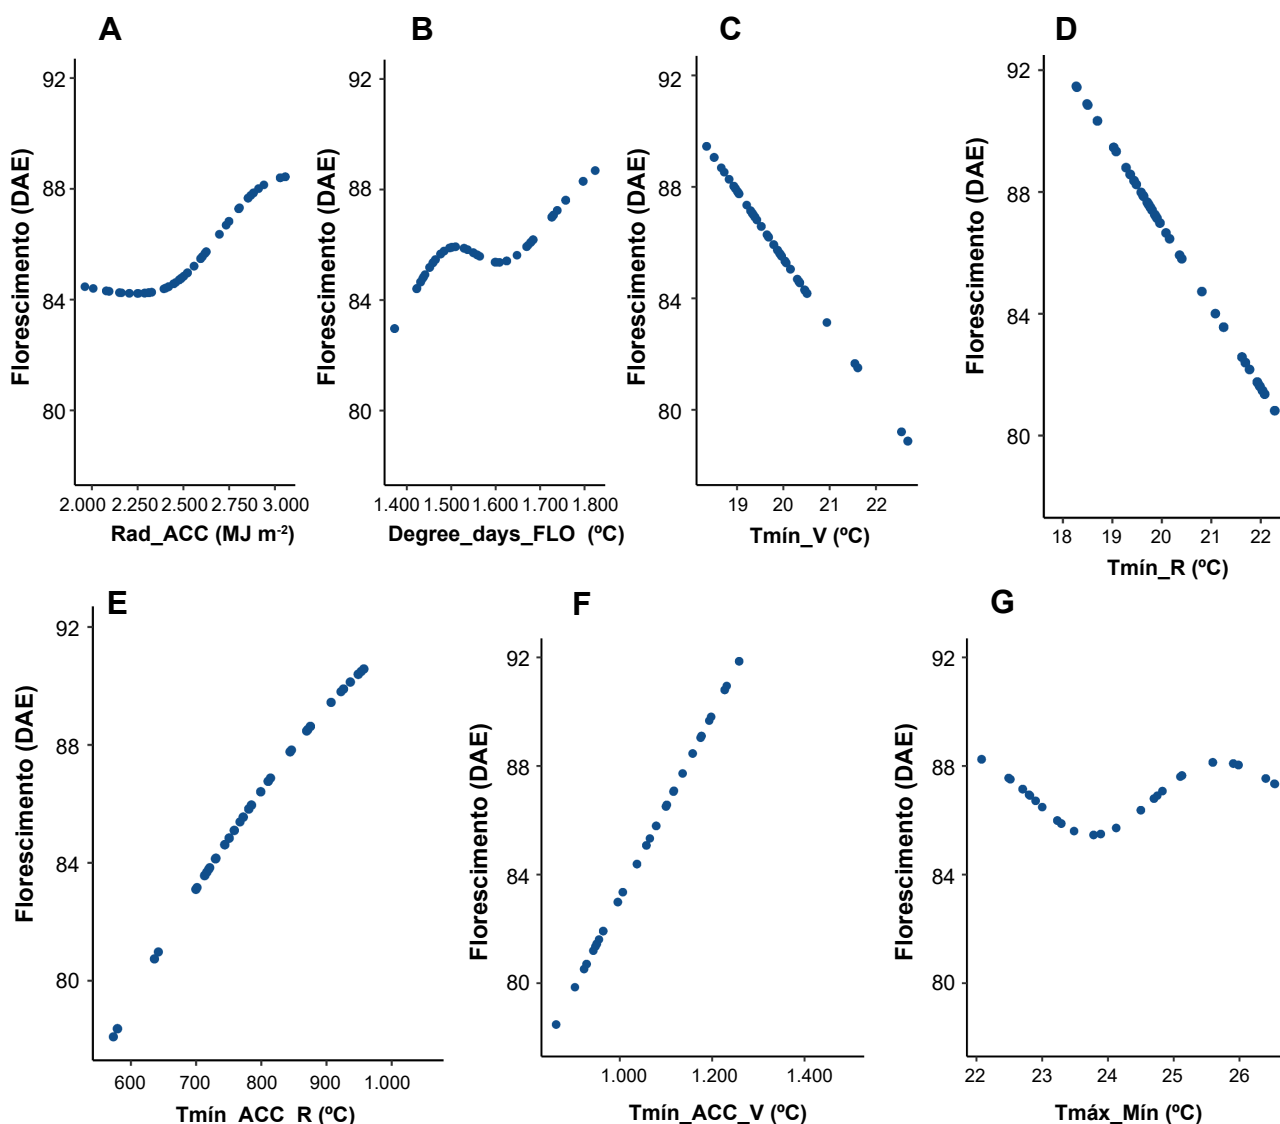 A
92
88
84
80
Florescimento (DAE)
2.000 2.250 2.500 2.750 3.000
Rad_ACC (MJ m⁻²)
B
92
88
84
80
Florescimento (DAE)
1.400 1.500 1.600 1.700 1.800
Degree_days_FLO (ºC)
C
92
88
84
80
Florescimento (DAE)
19 20 21 22
Tmín_V (ºC)
D
92
88
84
80
Florescimento (DAE)
18 19 20 21 22
Tmín_R (ºC)
E
92
88
84
80
Florescimento (DAE)
600 700 800 900 1.000
Tmín_ACC_R (ºC)
F
92
88
84
80
Florescimento (DAE)
1.000 1.200 1.400
Tmín_ACC_V (ºC)
G
92
88
84
80
Florescimento (DAE)
22 23 24 25 26
Tmáx_Mín (ºC)